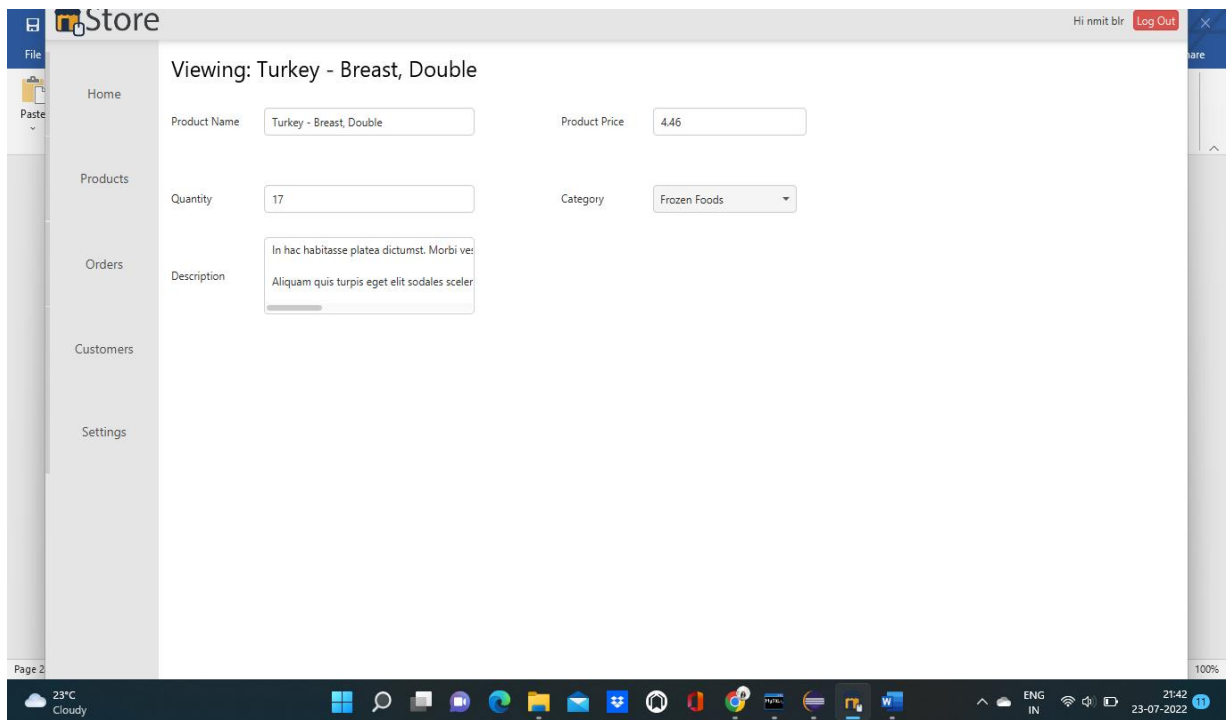 Store
Hi nmit blr Log Out
File
are
Paste
Home
Products
Orders
Customers
Settings
Viewing: Turkey - Breast, Double
Product Name Turkey - Breast, Double Product Price 4.46
Quantity 17 Category Frozen Foods
Description In hac habitasse platea dictumst. Morbi ves
Aliquam quis turpis eget elit sodales sceler
Page 2
100%
23°C
Cloudy
ENG
IN
21:42
23-07-2022
11